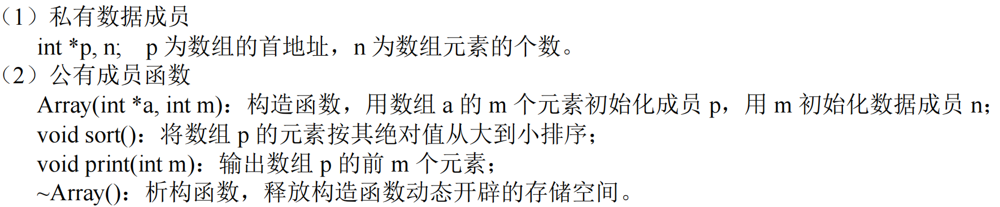 （1）私有数据成员
int *p, n; p 为数组的首地址，n 为数组元素的个数。
（2）公有成员函数
Array(int *a, int m)：构造函数，用数组 a 的 m 个元素初始化成员 p，用 m 初始化数据成员 n；
void sort()：将数组 p 的元素按其绝对值从大到小排序；
void print(int m)：输出数组 p 的前 m 个元素；
~Array()：析构函数，释放构造函数动态开辟的存储空间。